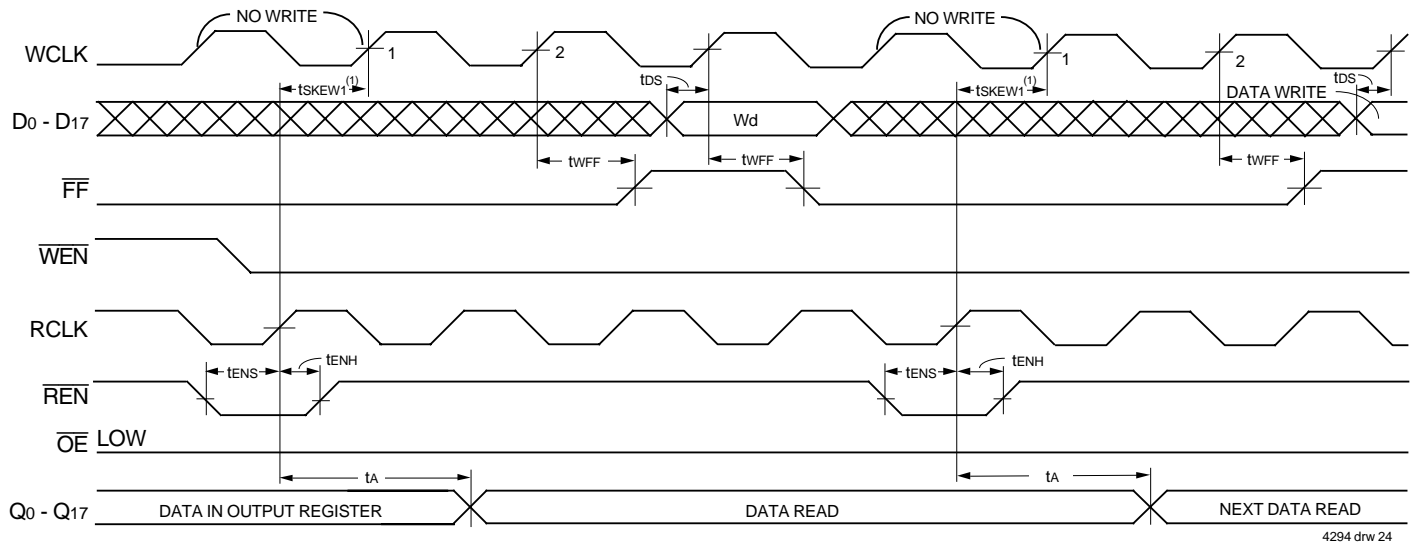 NO WRITE NO WRITE
WCLK 1 2 1 2
tSKEW1(1) tDS tSKEW1(1) tDS
DATA WRITE
D0 - D17 Wd
tWFF tWFF tWFF
FF
WEN
RCLK
tENS tENH tENS tENH
REN
OE LOW
tA tA
Q0 - Q17 DATA IN OUTPUT REGISTER DATA READ NEXT DATA READ
4294 drw 24